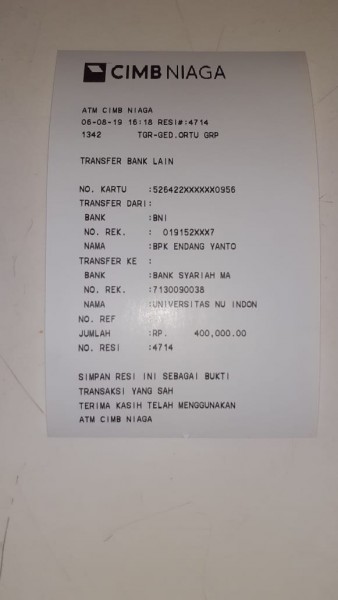 CIMB NIAGA
ATM CIMB NIAGA
06-08-19 16:18 RESI#:4714
1342 TGR-GED.ORTU GRP
TRANSFER BANK LAIN
NO. KARTU :526422XXXXXX0956
TRANSFER DARI:
BANK :BNI
NO. REK. : 019152XXX7
NAMA :BPK ENDANG YANTO
TRANSFER KE :
BANK :BANK SYARIAH MA
NO. REK. :7130090038
NAMA :UNIVERSITAS NU INDON
NO. REF
JUMLAH :RP. 400,000.00
NO. RESI :4714
SIMPAN RESI INI SEBAGAI BUKTI
TRANSAKSI YANG SAH
TERIMA KASIH TELAH MENGGUNAKAN
ATM CIMB NIAGA